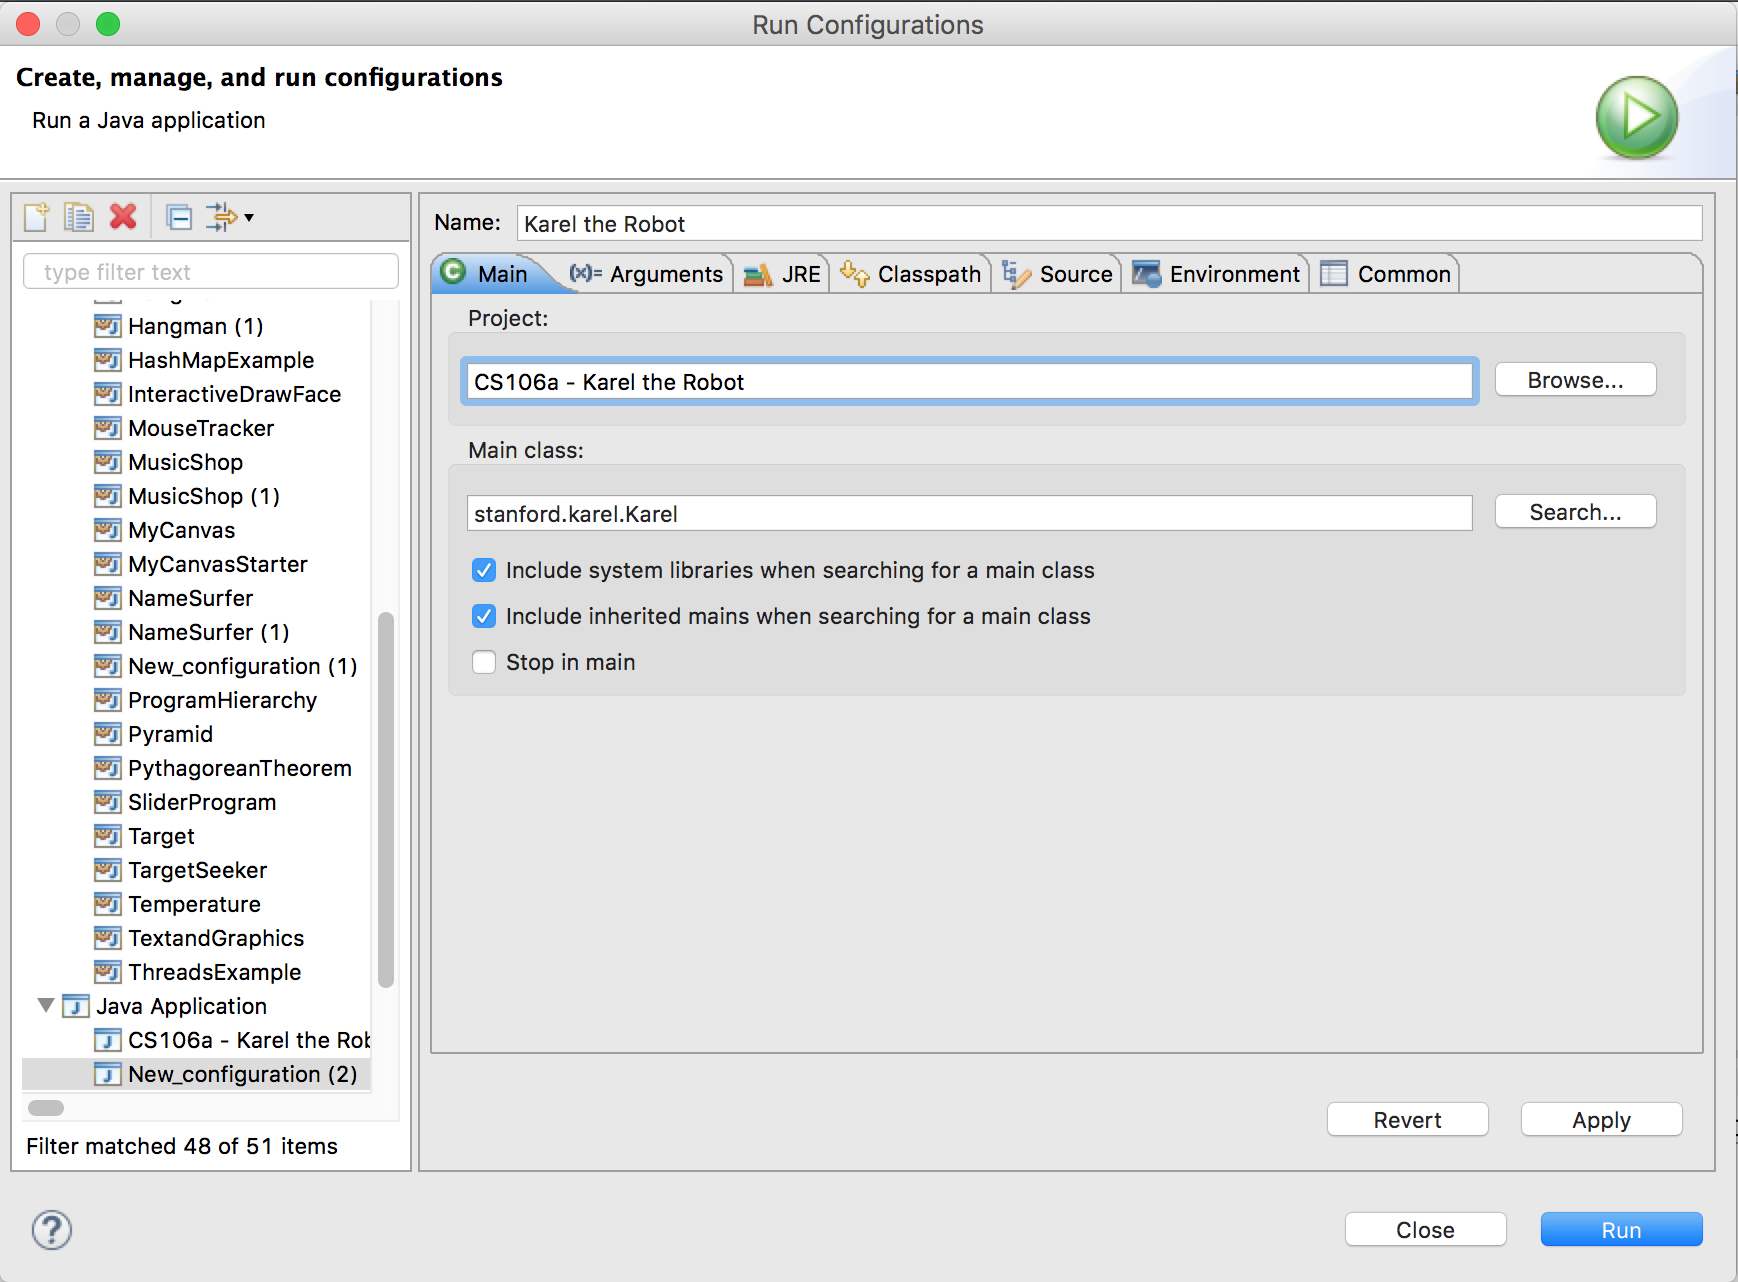 Run Configurations
Create, manage, and run configurations
Run a Java application
type filter text
Hangman (1)
HashMapExample
InteractiveDrawFace
MouseTracker
MusicShop
MusicShop (1)
MyCanvas
MyCanvasStarter
NameSurfer
NameSurfer (1)
New_configuration (1)
ProgramHierarchy
Pyramid
PythagoreanTheorem
SliderProgram
Target
TargetSeeker
Temperature
TextandGraphics
ThreadsExample
Java Application
CS106a - Karel the Rob
New_configuration (2)
Filter matched 48 of 51 items
Name: Karel the Robot
Main (x)= Arguments JRE Classpath Source Environment Common
Project:
CS106a - Karel the Robot Browse...
Main class:
stanford.karel.Karel Search...
Include system libraries when searching for a main class
Include inherited mains when searching for a main class
Stop in main
Revert Apply
? Close Run